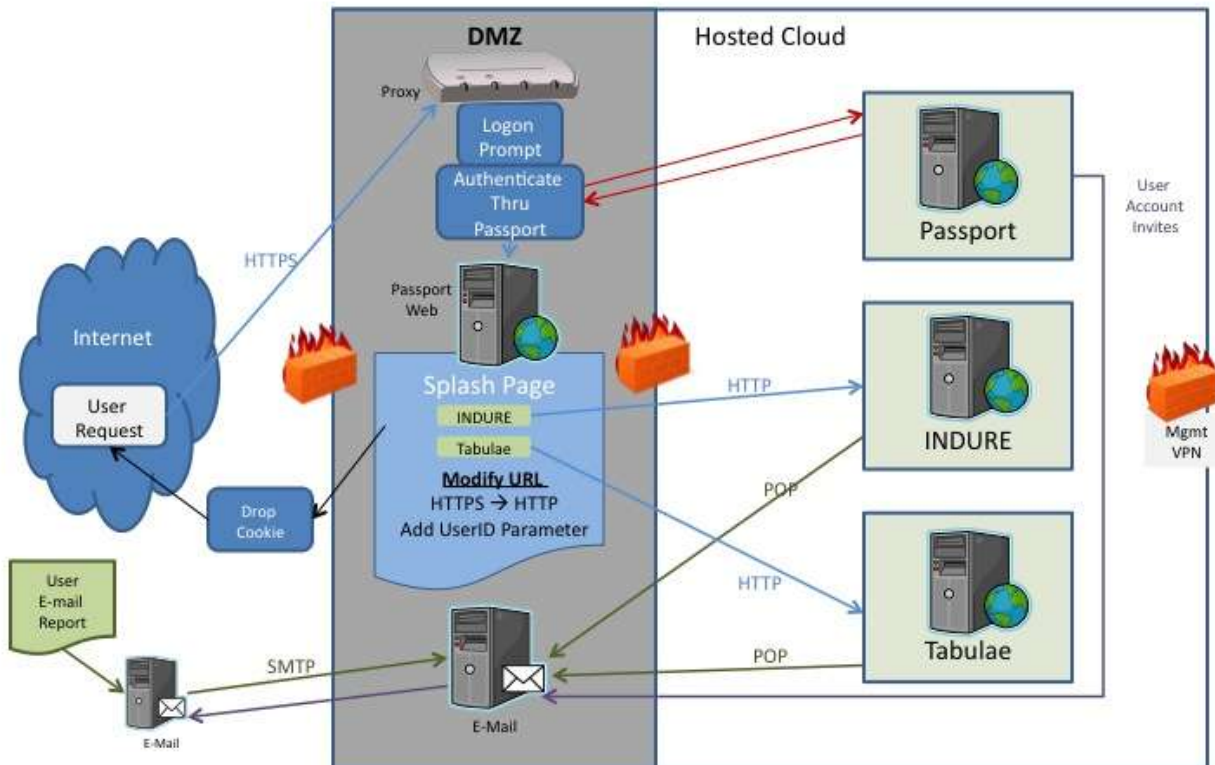 DMZ
Hosted Cloud
Proxy
Logon
Prompt
Authenticate
Thru
Passport
Passport
User
Account
Invites
HTTPS
Passport
Web
Internet
User
Request
Splash Page
INDURE
Tabulae
Modify URL
HTTPS → HTTP
Add UserID Parameter
HTTP
INDURE
Mgmt
VPN
POP
Drop
Cookie
HTTP
Tabulae
User
E-mail
Report
SMTP
POP
E-Mail
E-Mail